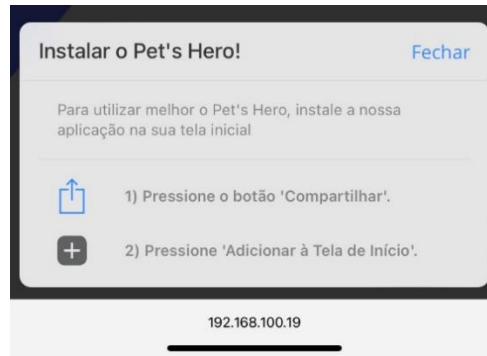 Instalar o Pet's Hero!
Fechar
Para utilizar melhor o Pet's Hero, instale a nossa
aplicação na sua tela inicial
1) Pressione o botão 'Compartilhar'.
2) Pressione 'Adicionar à Tela de Início'.
192.168.100.19